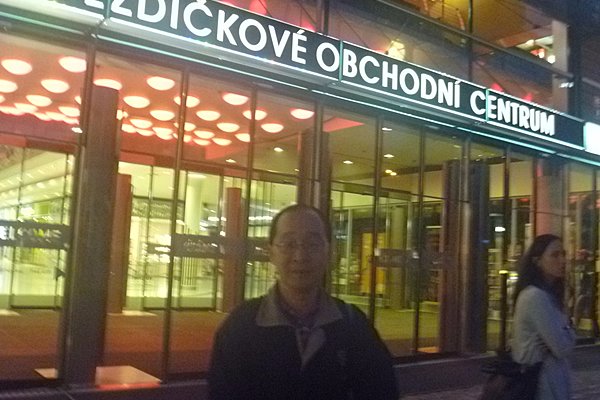 ZDIČKOVÉ OBCHODNÍ CENTRUM